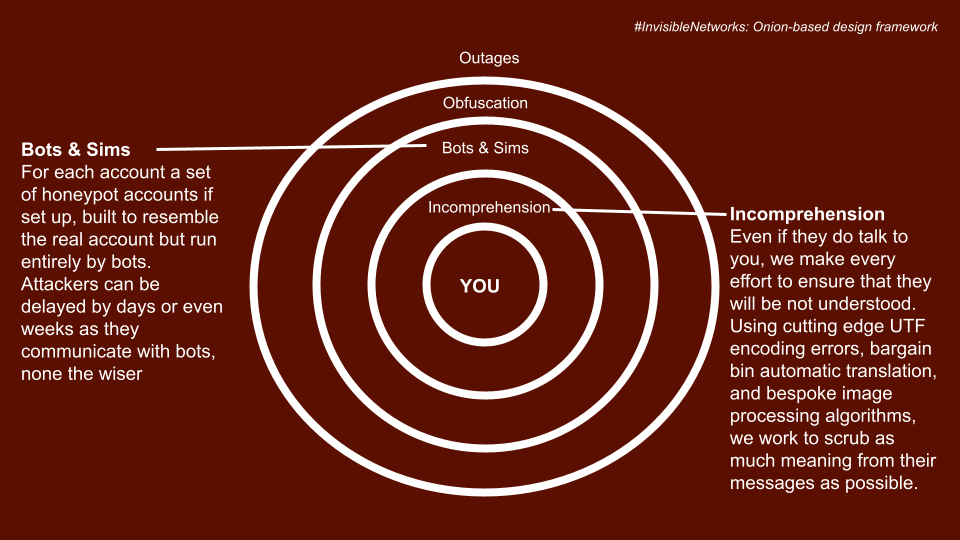 #InvisibleNetworks: Onion-based design framework
Outages
Obfuscation
Bots & Sims
Incomprehension
YOU
Bots & Sims
For each account a set
of honeypot accounts if
set up, built to resemble
the real account but run
entirely by bots.
Attackers can be
delayed by days or even
weeks as they
communicate with bots,
none the wiser
Incomprehension
Even if they do talk to
you, we make every
effort to ensure that they
will be not understood.
Using cutting edge UTF
encoding errors, bargain
bin automatic translation,
and bespoke image
processing algorithms,
we work to scrub as
much meaning from their
messages as possible.